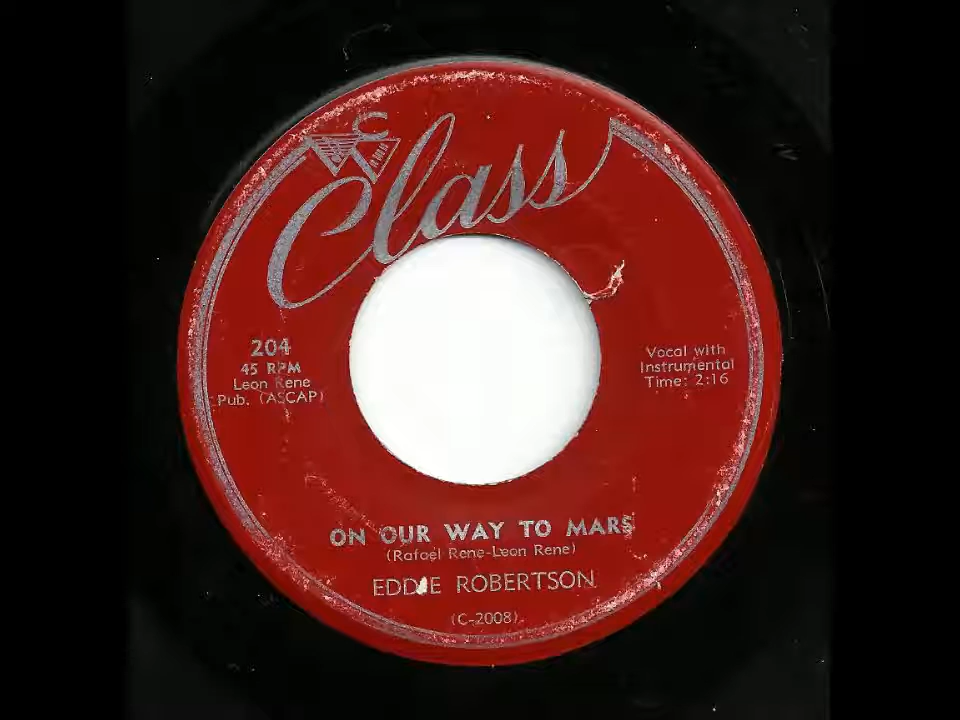 Class
204
45 RPM
Leon Rene
Pub. (ASCAP)
Vocal with
Instrumental
Time: 2:16
ON OUR WAY TO MARS
(Rafael Rene-Leon Rene)
EDDIE ROBERTSON
(C-2008)